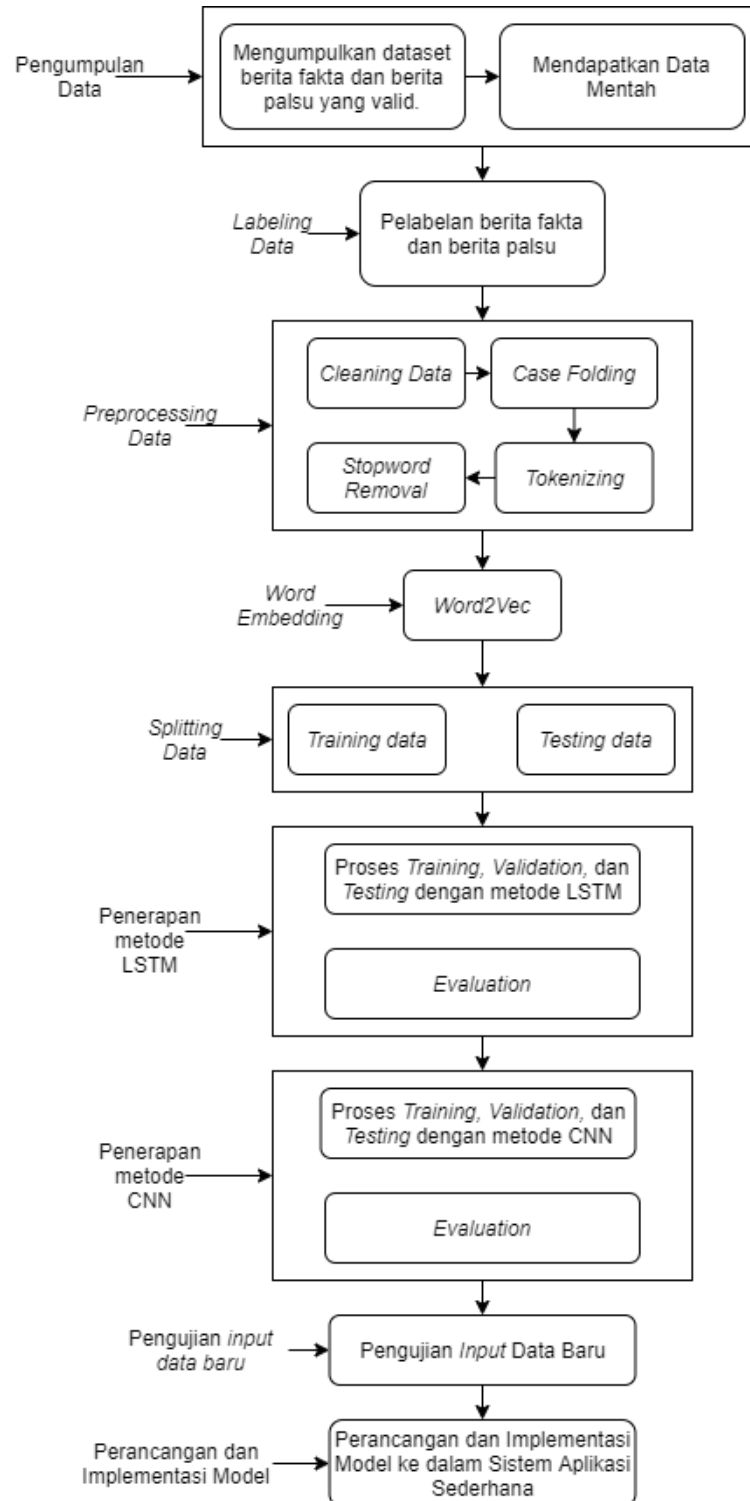 Pengumpulan
Data
Mengumpulkan dataset
berita fakta dan berita
palsu yang valid.
Mendapatkan Data
Mentah
Labeling
Data
Pelabelan berita fakta
dan berita palsu
Preprocessing
Data
Cleaning Data
Case Folding
Stopword
Removal
Tokenizing
Word
Embedding
Word2Vec
Splitting
Data
Training data
Testing data
Penerapan
metode
LSTM
Proses Training, Validation, dan
Testing dengan metode LSTM
Evaluation
Penerapan
metode
CNN
Proses Training, Validation, dan
Testing dengan metode CNN
Evaluation
Pengujian input
data baru
Pengujian Input Data Baru
Perancangan dan
Implementasi Model
Perancangan dan Implementasi
Model ke dalam Sistem Aplikasi
Sederhana